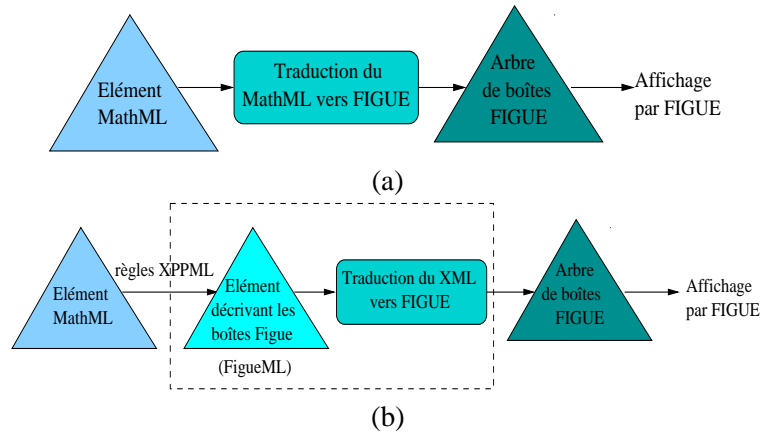 Elément
MathML
Traduction du
MathML vers FIGUE
Arbre
de boîtes
FIGUE
Affichage
par FIGUE
(a)
règles XPPML
Elément
MathML
Elément
décrivant les
boîtes Figue
(FigueML)
Traduction du XML
vers FIGUE
Arbre
de boîtes
FIGUE
Affichage
par FIGUE
(b)